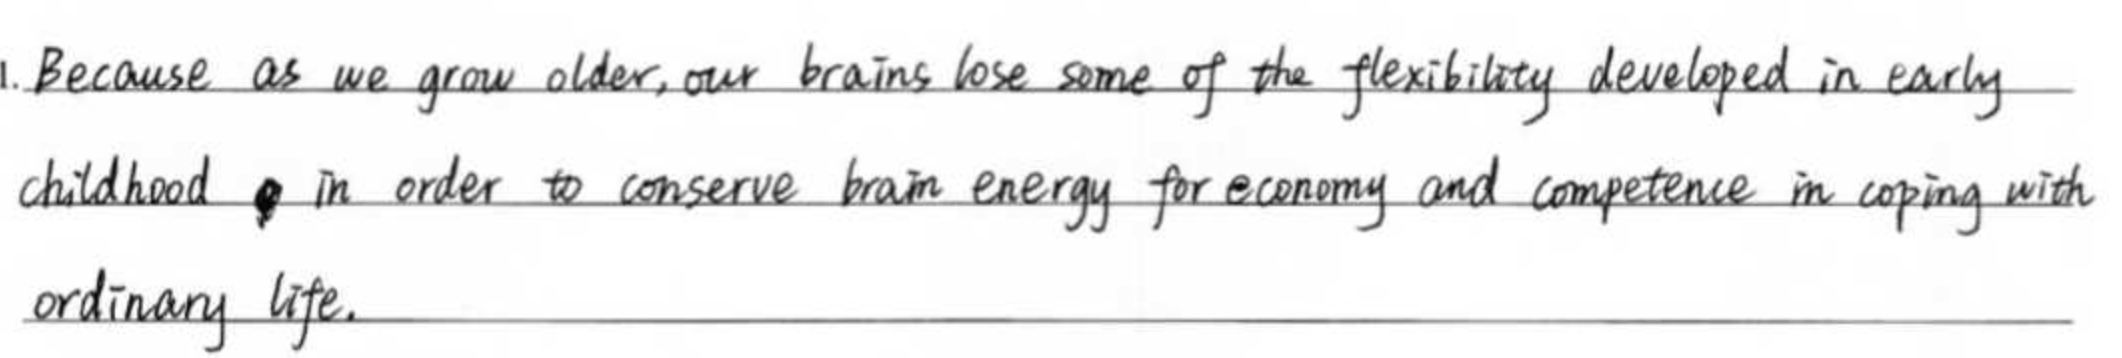 1. Because as we grow older, our brains lose some of the flexibility developed in early
childhood in order to conserve brain energy for economy and competence in coping with
ordinary life.